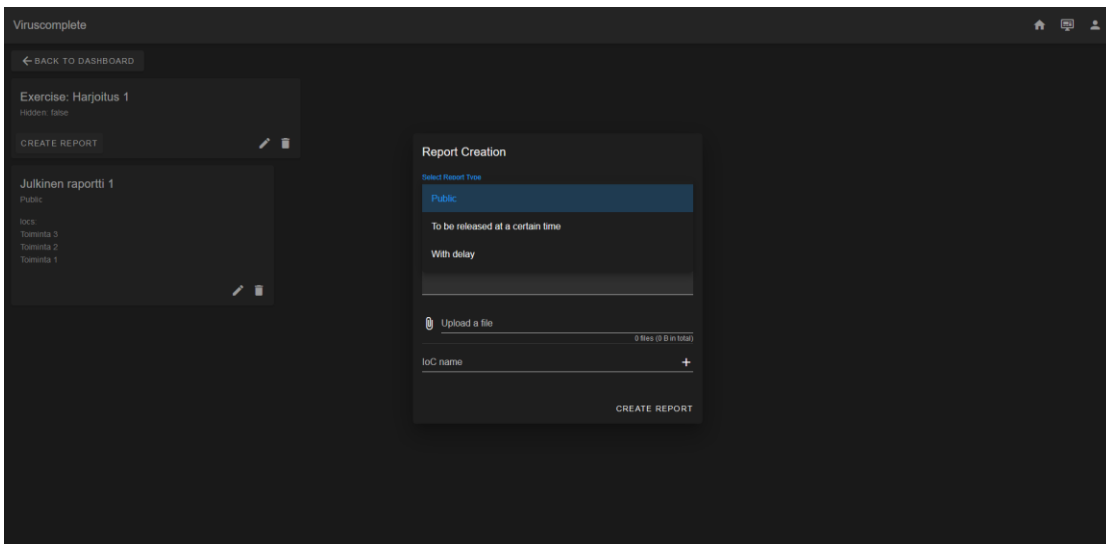 Viruscomplete
BACK TO DASHBOARD
Exercise: Harjoitus 1
Hidden: false
CREATE REPORT
Julkinen raportti 1
Public
Iocs:
Toiminta 3
Toiminta 2
Toiminta 1
Report Creation
Select Report Type
Public
To be released at a certain time
With delay
Upload a file
0 files (0 B in total)
IoC name
CREATE REPORT